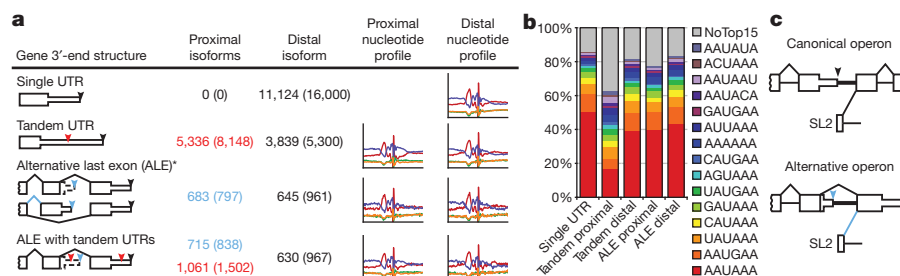 a
Gene 3′-end structure
Proximal isoforms
Distal isoform
Proximal nucleotide profile
Distal nucleotide profile
Single UTR
0 (0)
11,124 (16,000)
Tandem UTR
5,336 (8,148)
3,839 (5,300)
Alternative last exon (ALE)*
683 (797)
645 (961)
ALE with tandem UTRs
715 (838)
1,061 (1,502)
630 (967)
b
100%
80%
60%
40%
20%
0%
Single UTR
Tandem proximal
Tandem distal
ALE proximal
ALE distal
NoTop15
AAUAUA
ACUAAA
AAUAAU
AAUACA
GAUGAA
AUUAAA
AAAAAA
CAUGAA
AGUAAA
UAUGAA
GAUAAA
CAUAAA
UAUAAA
AAUGAA
AAUAAA
c
Canonical operon
SL2
Alternative operon
SL2